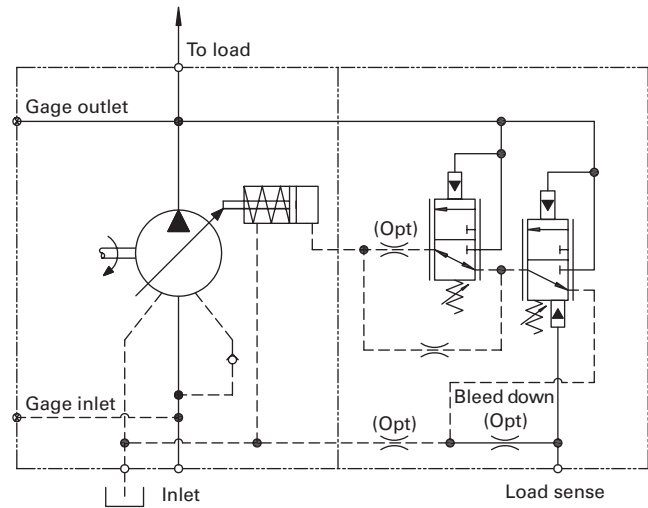 To load
Gage outlet
(Opt)
Gage inlet
Bleed down
(Opt)
(Opt)
Inlet
Load sense